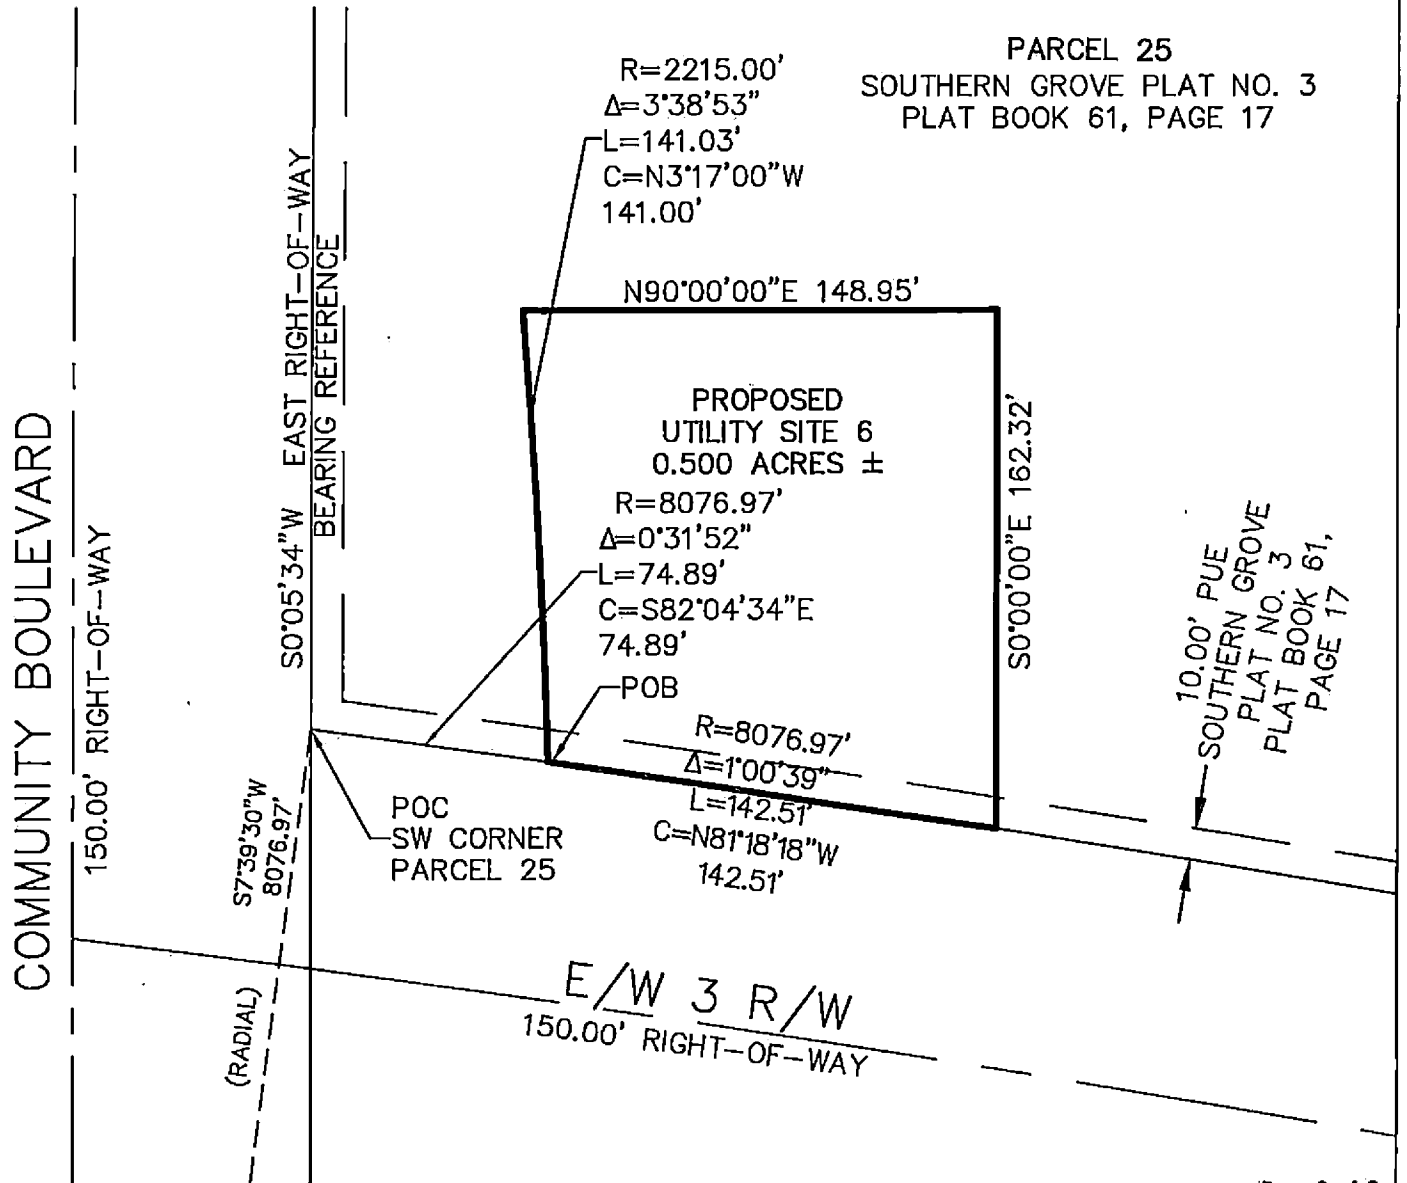 PARCEL 25
SOUTHERN GROVE PLAT NO. 3
PLAT BOOK 61, PAGE 17
R=2215.00'
Δ=3°38'53"
L=141.03'
C=N3°17'00"W
141.00'
N90°00'00"E 148.95'
PROPOSED
UTILITY SITE 6
0.500 ACRES ±
R=8076.97'
Δ=0°31'52"
L=74.89'
C=S82°04'34"E
74.89'
POB
S0°00'00"E 162.32'
R=8076.97'
Δ=1°00'39"
L=142.51'
C=N81°18'18"W
142.51'
10.00' PUE
SOUTHERN GROVE
PLAT NO. 3
PLAT BOOK 61,
PAGE 17
COMMUNITY BOULEVARD
150.00' RIGHT-OF-WAY
S0°05'34"W EAST RIGHT-OF-WAY
BEARING REFERENCE
POC
SW CORNER
PARCEL 25
S7°39'30"W
8076.97'
(RADIAL)
E/W 3 R/W
150.00' RIGHT-OF-WAY